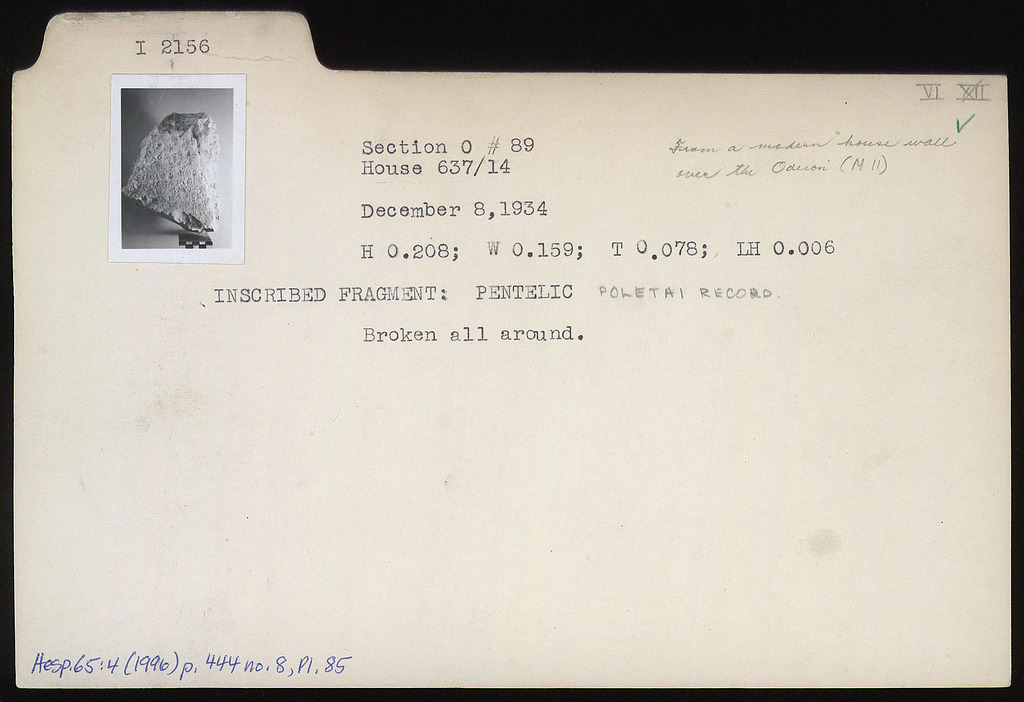 I 2156
VI XII
Section O # 89
House 637/14
From a modern house wall
over the Odeion (M 11)
December 8, 1934
H 0.208; W 0.159; T 0.078; LH 0.006
INSCRIBED FRAGMENT: PENTELIC POLETAI RECORD.
Broken all around.
Hesp. 65:4 (1996) p. 444 no. 8, Pl. 85